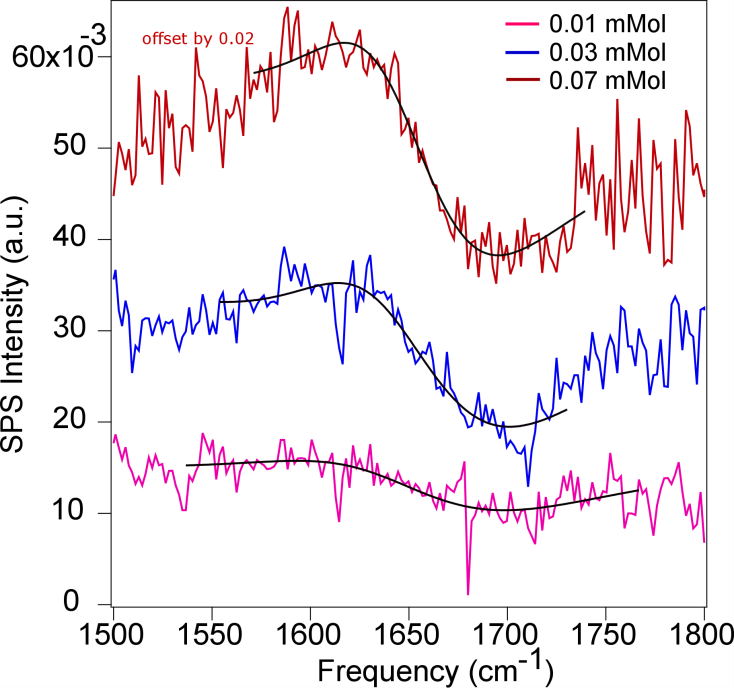 offset by 0.02
0.01 mMol
0.03 mMol
0.07 mMol
60x10-3
50
40
30
20
10
0
SPS Intensity (a.u.)
1500 1550 1600 1650 1700 1750 1800
Frequency (cm-1)